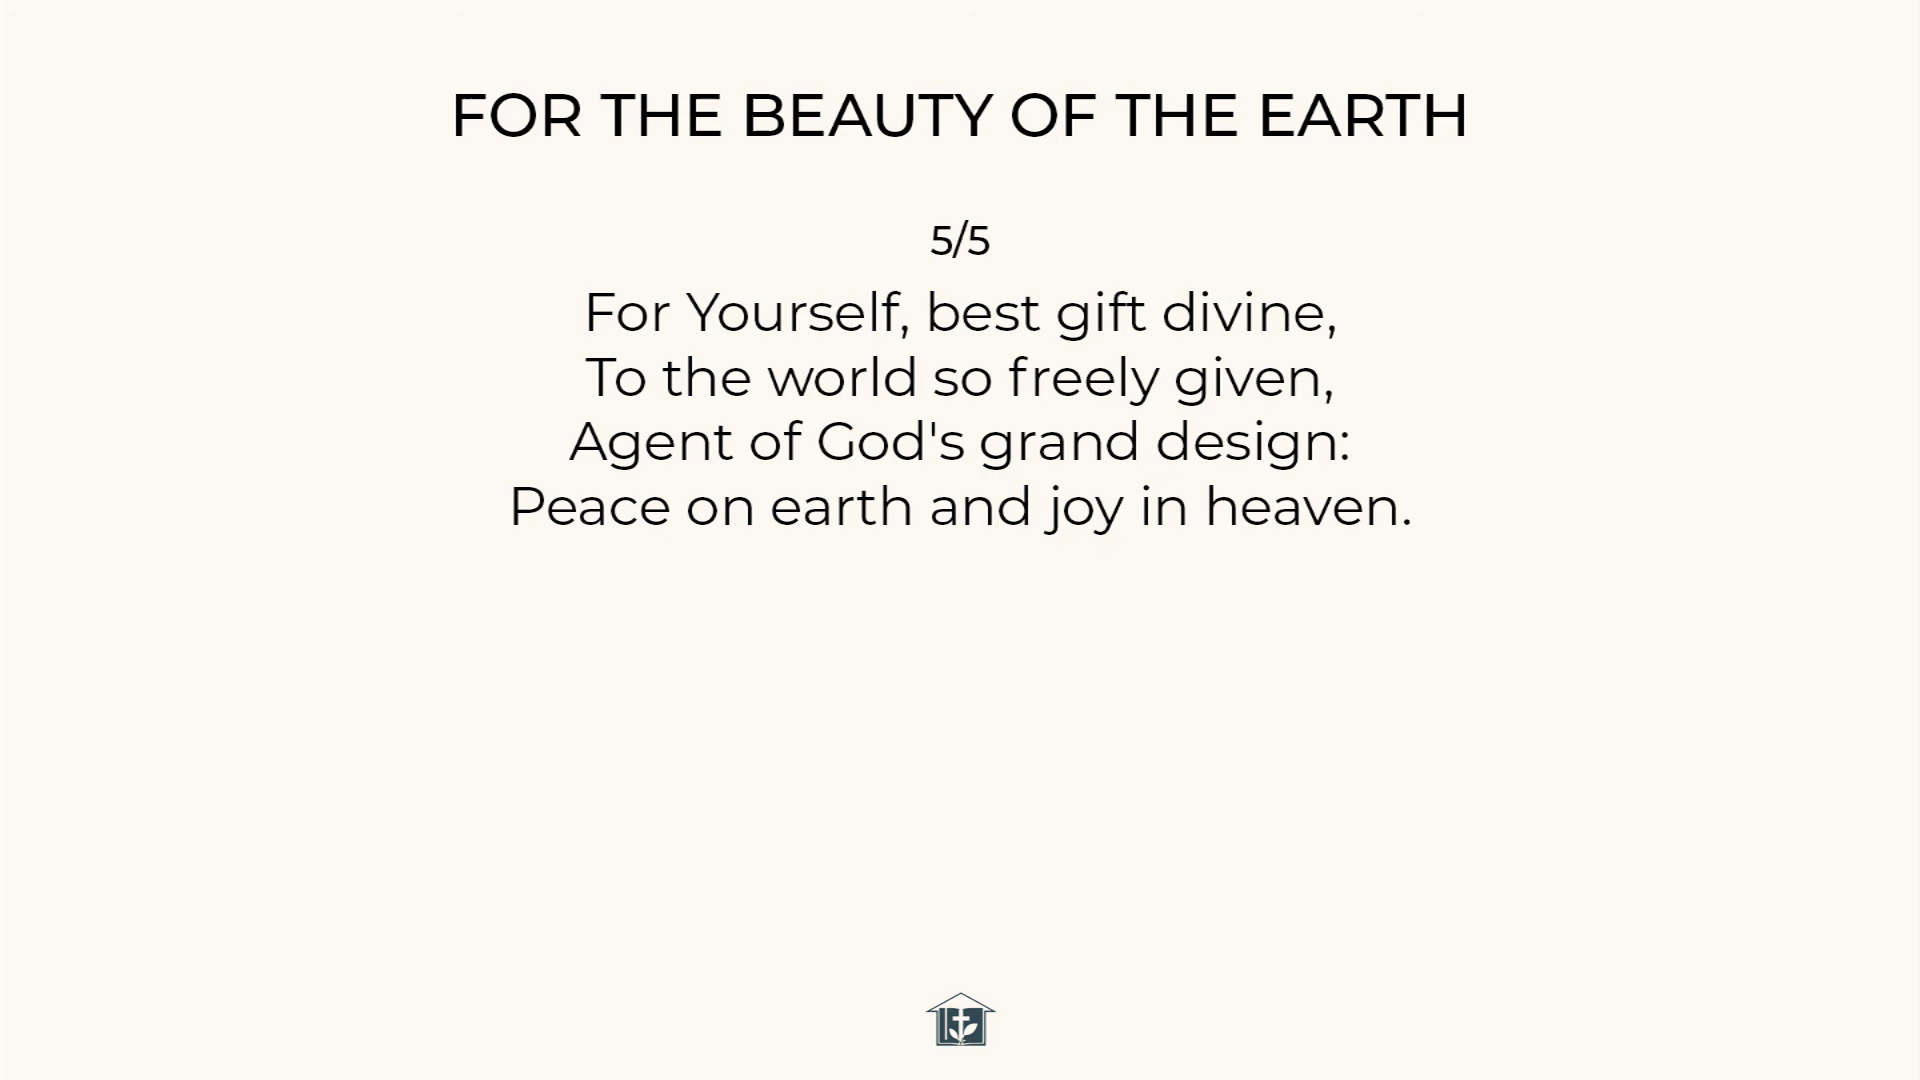 FOR THE BEAUTY OF THE EARTH
5/5
For Yourself, best gift divine,
To the world so freely given,
Agent of God's grand design:
Peace on earth and joy in heaven.